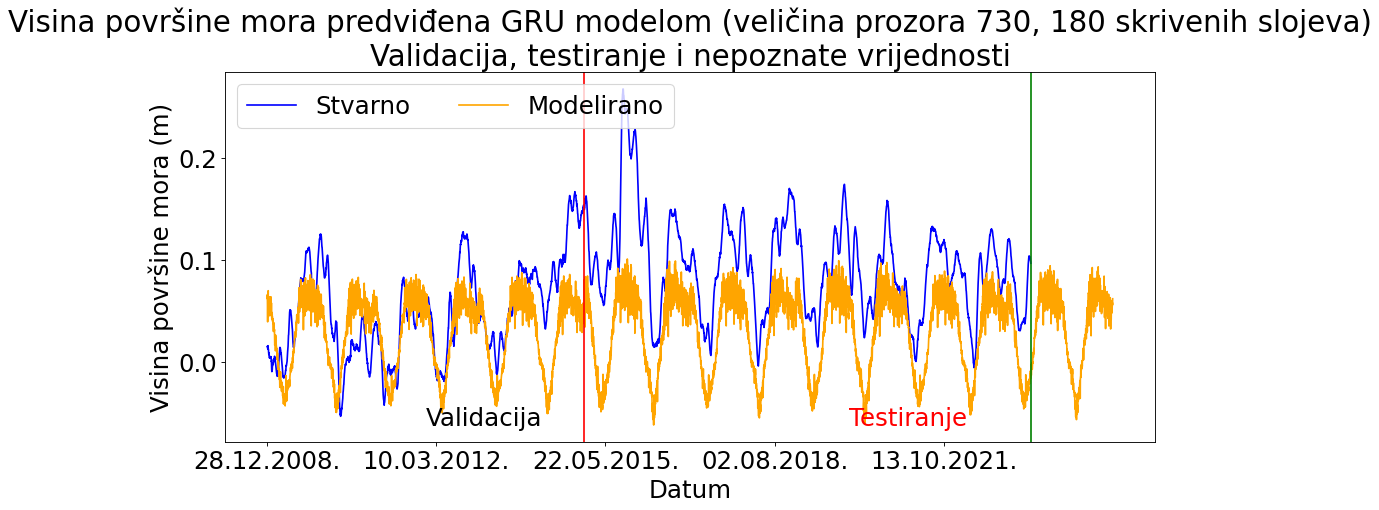 Visina površine mora predviđena GRU modelom (veličina prozora 730, 180 skrivenih slojeva)
Validacija, testiranje i nepoznate vrijednosti
Stvarno
Modelirano
Visina površine mora (m)
0.2
0.1
0.0
Validacija
Testiranje
28.12.2008.
10.03.2012.
22.05.2015.
02.08.2018.
13.10.2021.
Datum